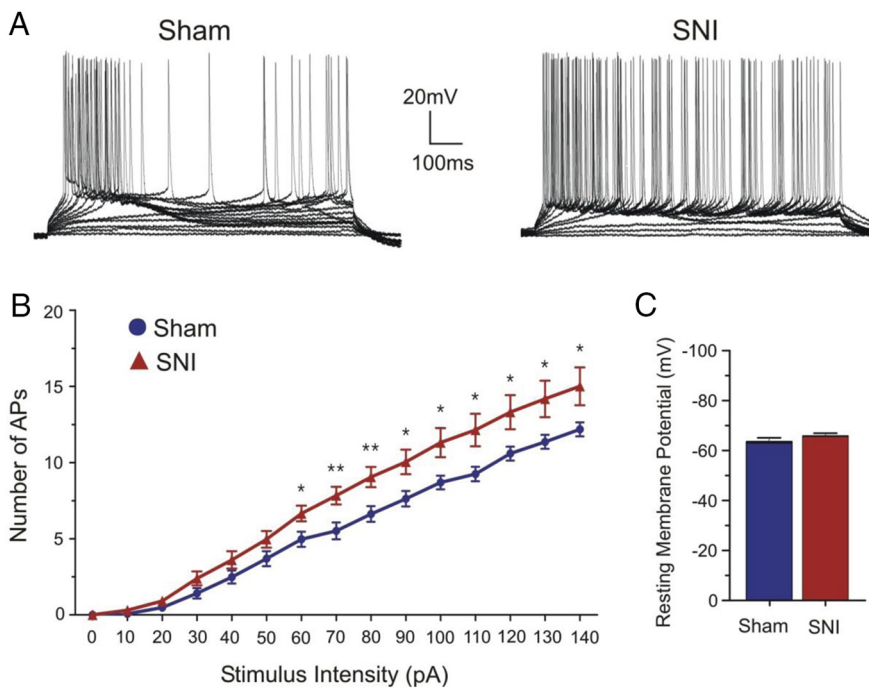 A
Sham
SNI
20mV
100ms
B
20
15
10
5
0
Number of APs
Sham
SNI
* ** ** * * * * * *
0 10 20 30 40 50 60 70 80 90 100 110 120 130 140
Stimulus Intensity (pA)
C
Resting Membrane Potential (mV)
-100
-80
-60
-40
-20
0
Sham SNI